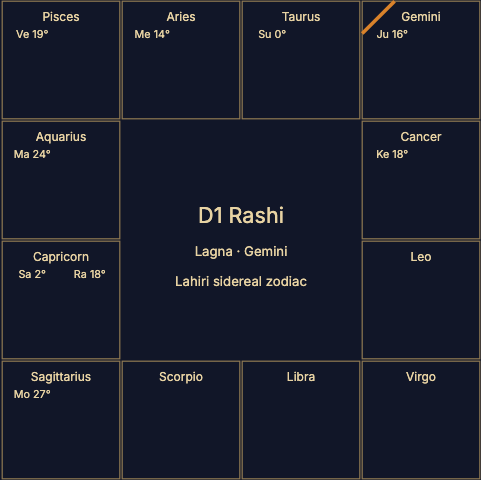 Pisces
Ve 19°
Aries
Me 14°
Taurus
Su 0°
Gemini
Ju 16°
Aquarius
Ma 24°
Cancer
Ke 18°
D1 Rashi
Lagna · Gemini
Lahiri sidereal zodiac
Capricorn
Sa 2° Ra 18°
Leo
Sagittarius
Mo 27°
Scorpio
Libra
Virgo